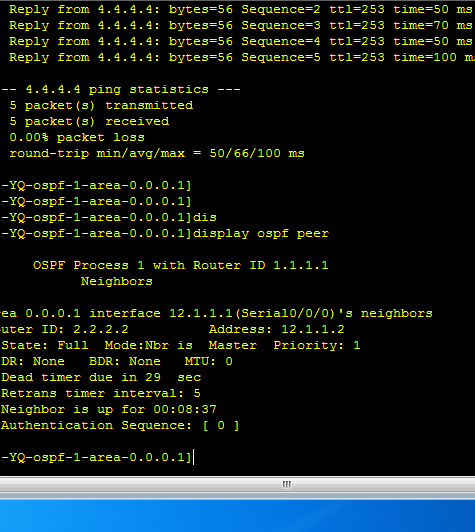 Reply from 4.4.4.4: bytes=56 Sequence=2 ttl=253 time=50 ms
Reply from 4.4.4.4: bytes=56 Sequence=3 ttl=253 time=70 ms
Reply from 4.4.4.4: bytes=56 Sequence=4 ttl=253 time=50 ms
Reply from 4.4.4.4: bytes=56 Sequence=5 ttl=253 time=100 m
-- 4.4.4.4 ping statistics ---
5 packet(s) transmitted
5 packet(s) received
0.00% packet loss
round-trip min/avg/max = 50/66/100 ms
-YQ-ospf-1-area-0.0.0.1]
-YQ-ospf-1-area-0.0.0.1]
-YQ-ospf-1-area-0.0.0.1]dis
-YQ-ospf-1-area-0.0.0.1]display ospf peer
OSPF Process 1 with Router ID 1.1.1.1
Neighbors
ea 0.0.0.1 interface 12.1.1.1(Serial0/0/0)'s neighbors
uter ID: 2.2.2.2 Address: 12.1.1.2
State: Full Mode:Nbr is Master Priority: 1
DR: None BDR: None MTU: 0
Dead timer due in 29 sec
Retrans timer interval: 5
Neighbor is up for 00:08:37
Authentication Sequence: [ 0 ]
-YQ-ospf-1-area-0.0.0.1]